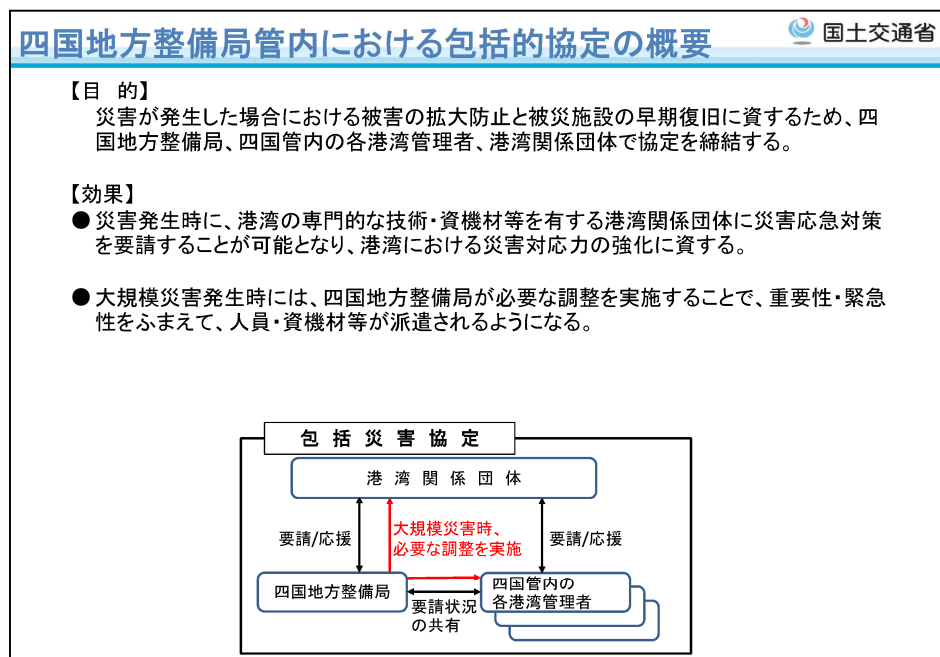 四国地方整備局管内における包括的協定の概要
国土交通省
【目　的】
災害が発生した場合における被害の拡大防止と被災施設の早期復旧に資するため、四
国地方整備局、四国管内の各港湾管理者、港湾関係団体で協定を締結する。
【効果】
● 災害発生時に、港湾の専門的な技術・資機材等を有する港湾関係団体に災害応急対策
を要請することが可能となり、港湾における災害対応力の強化に資する。
● 大規模災害発生時には、四国地方整備局が必要な調整を実施することで、重要性・緊急
性をふまえて、人員・資機材等が派遣されるようになる。
包 括 災 害 協 定
港 湾 関 係 団 体
要請/応援
大規模災害時、
必要な調整を実施
要請/応援
四国地方整備局
四国管内の
各港湾管理者
要請状況
の共有